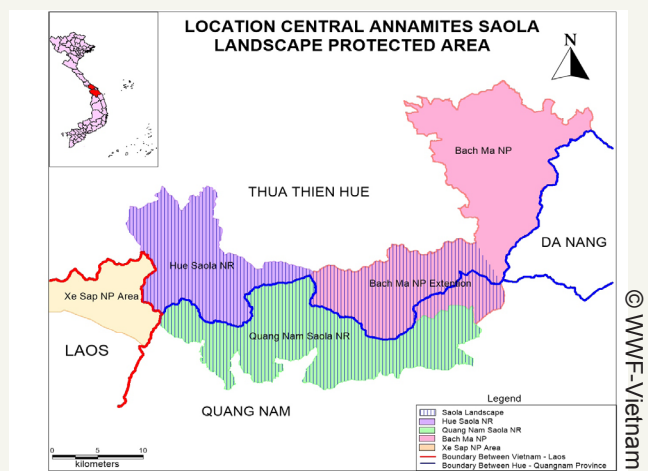 LOCATION CENTRAL ANNAMITES SAOLA
LANDSCAPE PROTECTED AREA
N
Bach Ma NP
THUA THIEN HUE
DA NANG
Hue Saola NR
Bach Ma NP Extention
Xe Sap NP Area
Quang Nam Saola NR
LAOS
QUANG NAM
Legend
Saola Landscape
Hue Saola NR
Quang Nam Saola NR
Bach Ma NP
Xe Sap NP Area
Boundary Between Vietnam - Laos
Boundary Between Hue - Quangnam Province
0 5 10
kilometers
© WWF-Vietnam